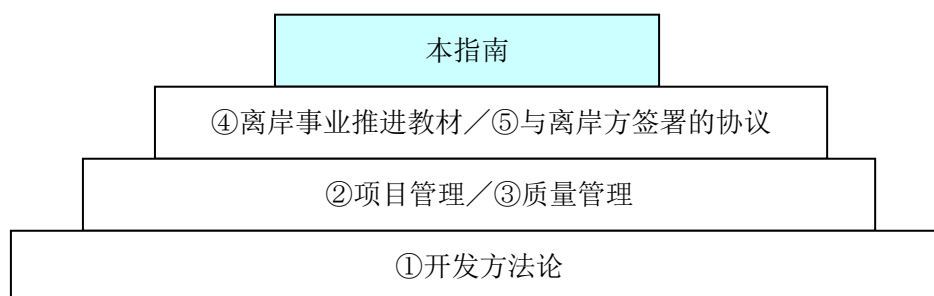 本指南
④离岸事业推进教材／⑤与离岸方签署的协议
②项目管理／③质量管理
①开发方法论